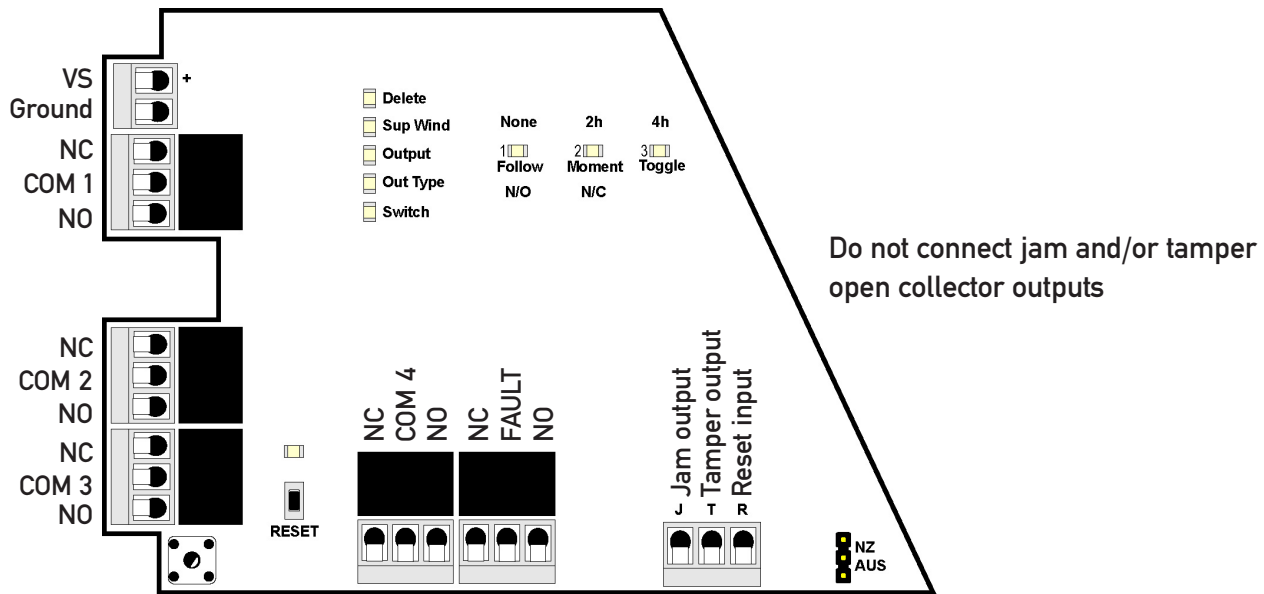 VS
+
Ground
NC
COM 1
NO
Delete
Sup Wind
Output
Out Type
Switch
None 2h 4h
1 2 3
Follow Moment Toggle
N/O N/C
Do not connect jam and/or tamper
open collector outputs
NC
COM 2
NO
NC
COM 3
NO
RESET
NC
COM 4
NO
NC
FAULT
NO
Jam output
Tamper output
Reset input
J T R
NZ
AUS